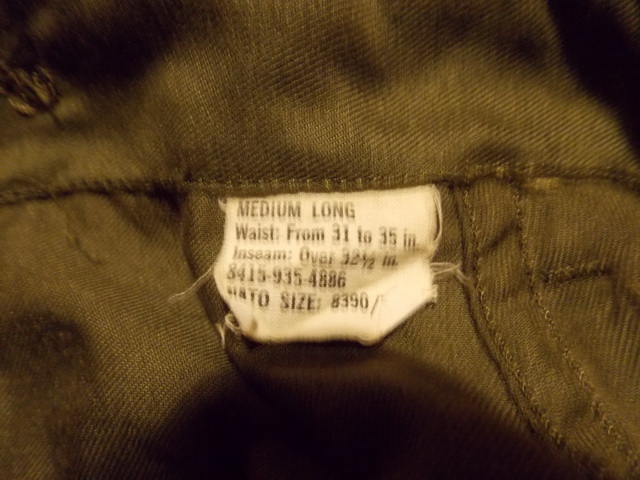 MEDIUM LONG
Waist: From 31 to 35 in.
Inseam: Over 32½ in.
8415-935-4886
NATO SIZE: 8390/